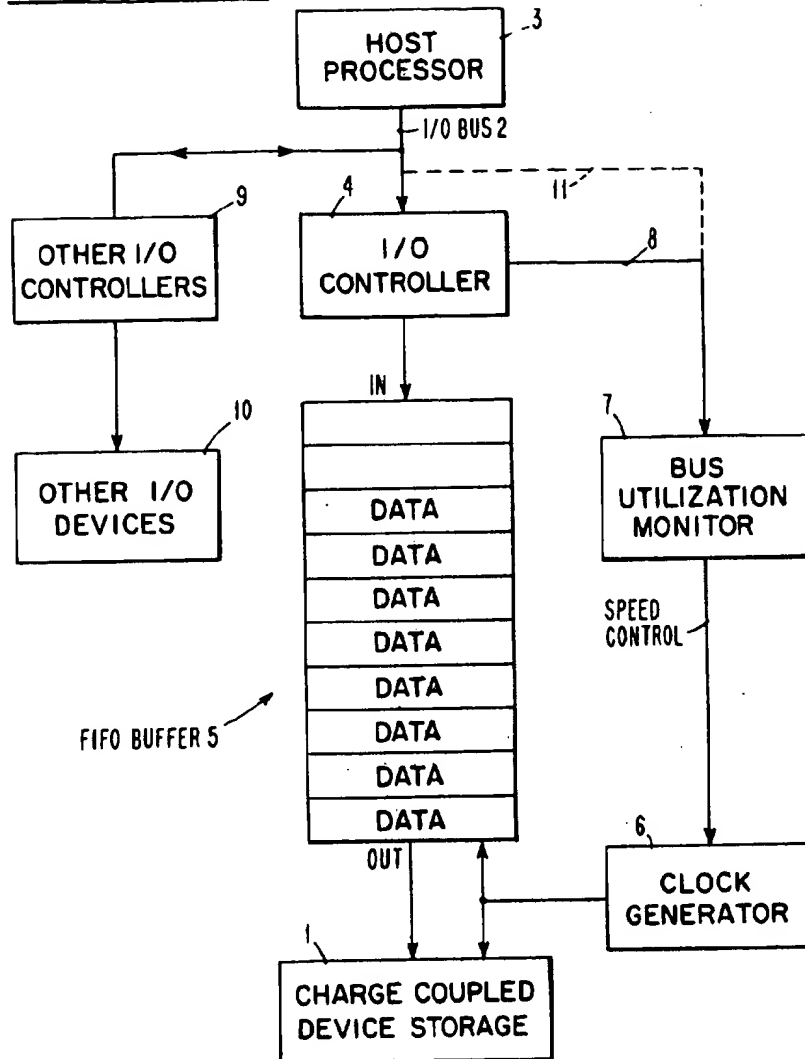 3
HOST
PROCESSOR
I/O BUS 2
9
4
11
8
OTHER I/O
CONTROLLERS
I/O
CONTROLLER
IN
10
7
OTHER I/O
DEVICES
BUS
UTILIZATION
MONITOR
DATA
DATA
DATA
DATA
DATA
DATA
DATA
DATA
SPEED
CONTROL
FIFO BUFFER 5
OUT
6
CLOCK
GENERATOR
1
CHARGE COUPLED
DEVICE STORAGE